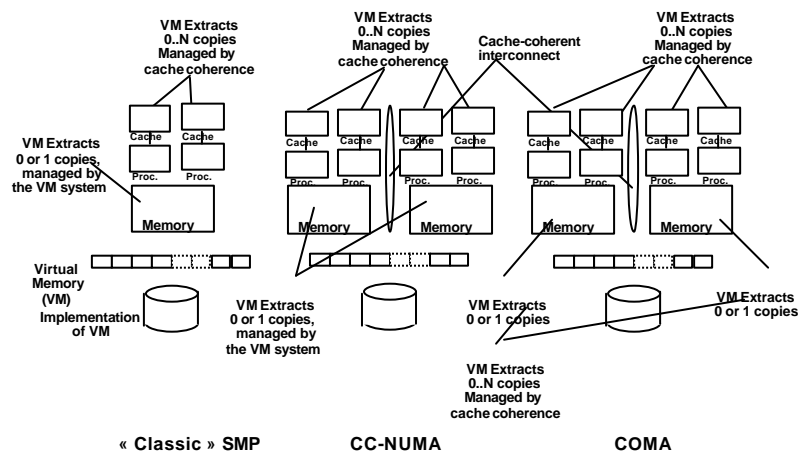 VM Extracts
0..N copies
Managed by
cache coherence
VM Extracts
0..N copies
Managed by
cache coherence
Cache-coherent
interconnect
VM Extracts
0..N copies
Managed by
cache coherence
VM Extracts
0 or 1 copies,
managed by
the VM system
Cache Cache
Proc. Proc.
Memory
Cache Cache Cache Cache
Proc. Proc. Proc. Proc.
Memory Memory
Cache Cache Cache Cache
Proc. Proc. Proc. Proc.
Memory Memory
Virtual
Memory
(VM)
Implementation
of VM
VM Extracts
0 or 1 copies,
managed by
the VM system
VM Extracts
0 or 1 copies
VM Extracts
0 or 1 copies
VM Extracts
0..N copies
Managed by
cache coherence
« Classic » SMP
CC-NUMA
COMA